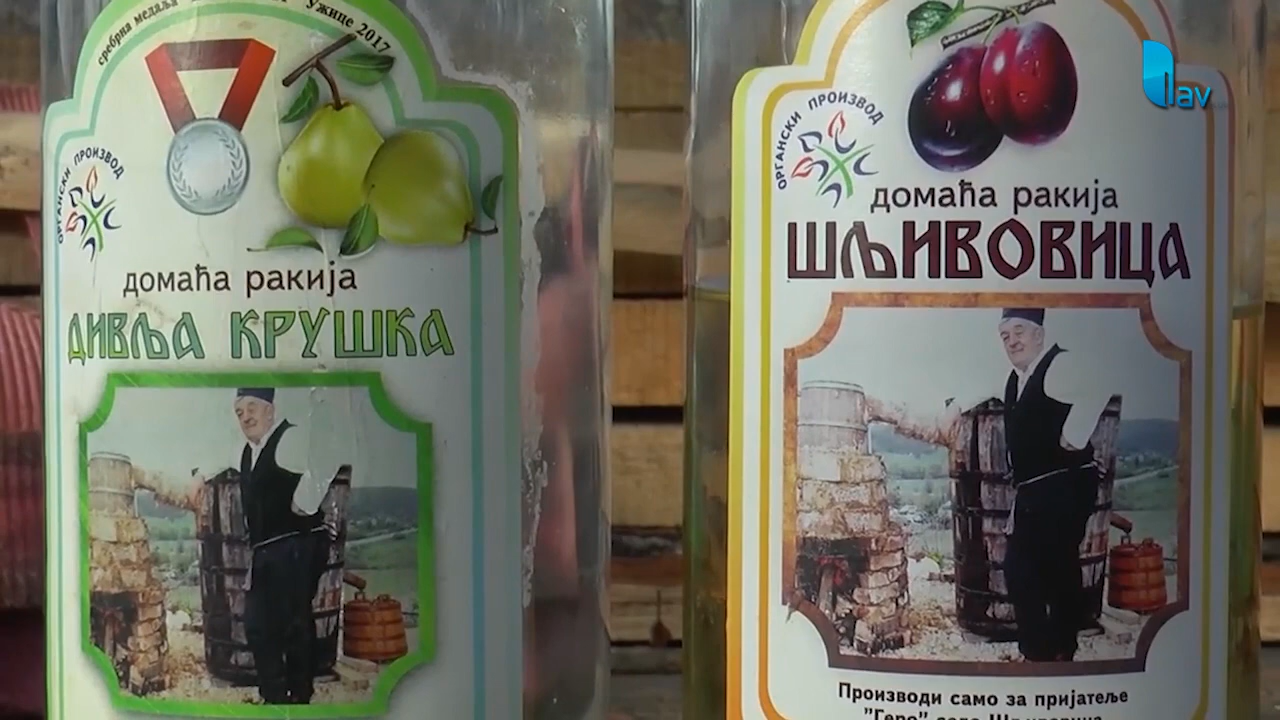 сребрна медаља
Ужице 2017
ОРГАНСКИ ПРОИЗВОД
домаћа ракија
ДИВЉА КРУШКА
ОРГАНСКИ ПРОИЗВОД
домаћа ракија
ШЉИВОВИЦА
Производи само за пријатеље
lav